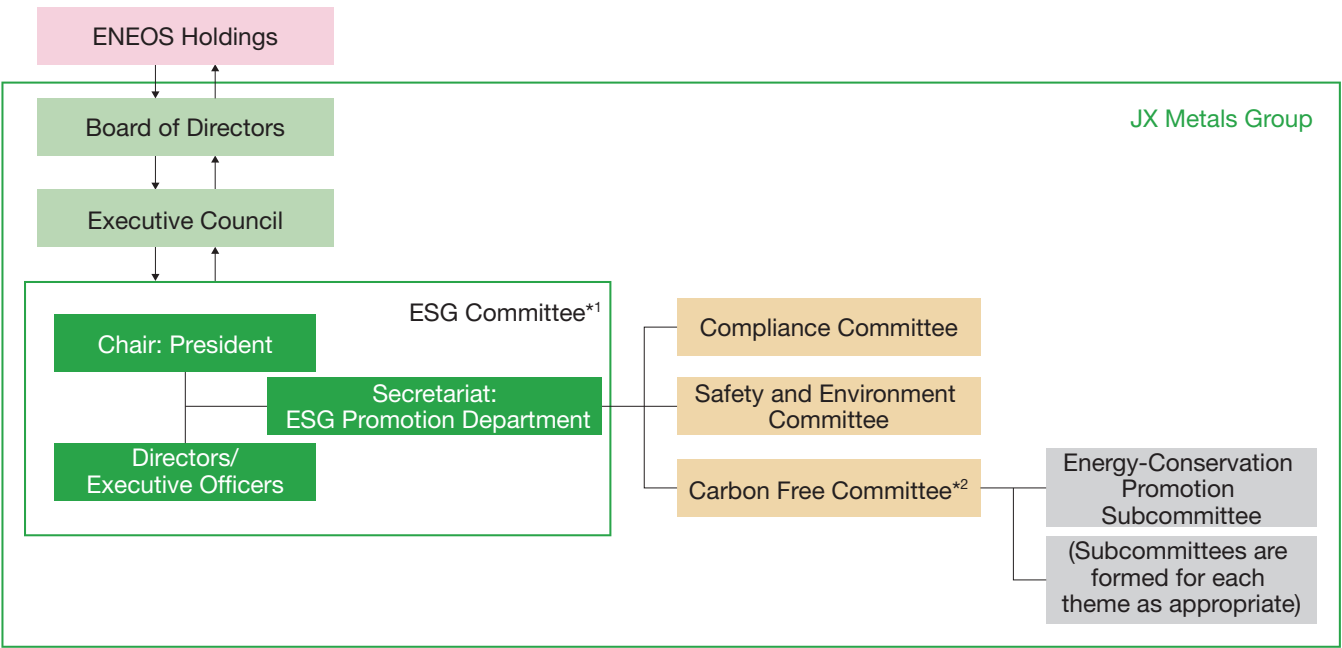 ENEOS Holdings
Board of Directors
JX Metals Group
Executive Council
ESG Committee*1
Chair: President
Secretariat:
ESG Promotion Department
Directors/
Executive Officers
Compliance Committee
Safety and Environment
Committee
Carbon Free Committee*2
Energy-Conservation
Promotion
Subcommittee
(Subcommittees are
formed for each
theme as appropriate)